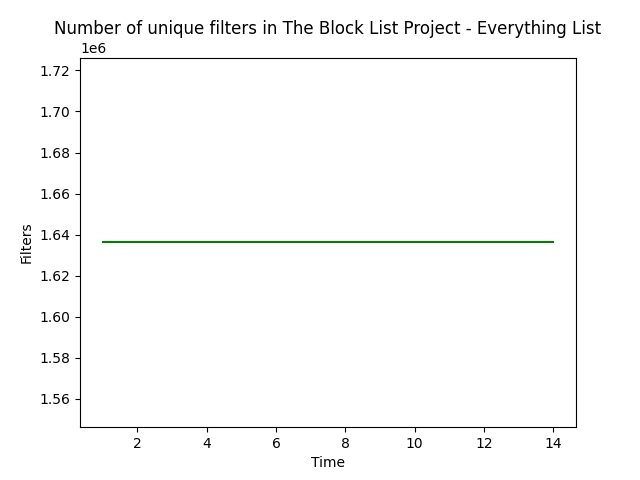 Number of unique filters in The Block List Project - Everything List
1e6
1.72
1.70
1.68
1.66
1.64
1.62
1.60
1.58
1.56
Filters
2 4 6 8 10 12 14
Time